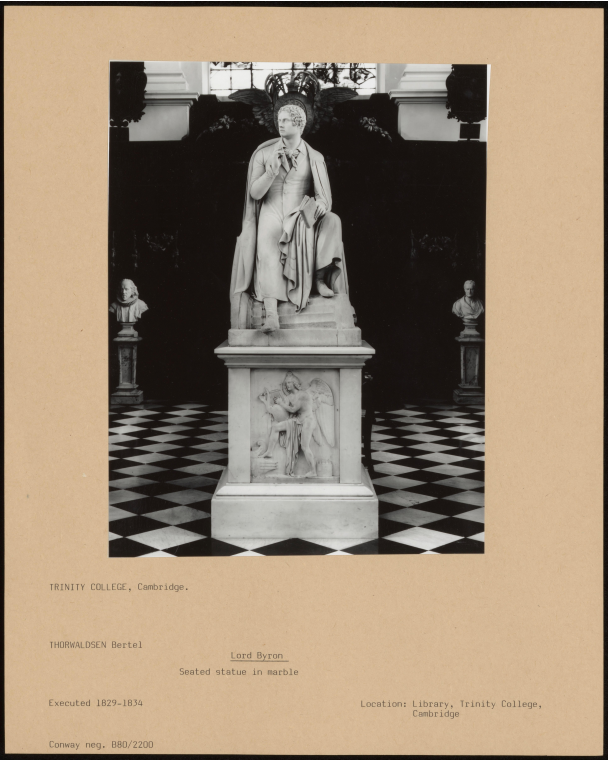 TRINITY COLLEGE, Cambridge.
THORWALDSEN Bertel
Lord Byron
Seated statue in marble
Executed 1829-1834
Location: Library, Trinity College,
Cambridge
Conway neg. B80/2200